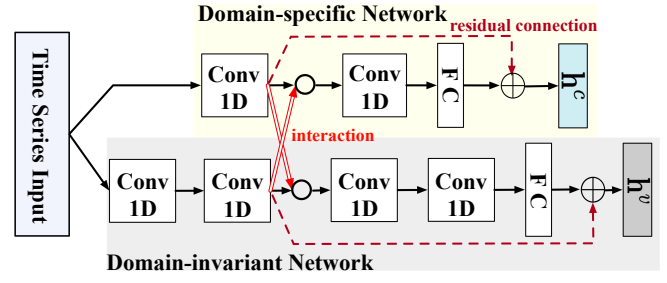 Domain-specific Network
residual connection
Time Series Input
Conv
1D
Conv
1D
FC
h^c
interaction
Conv
1D
Conv
1D
Conv
1D
Conv
1D
FC
h^v
Domain-invariant Network